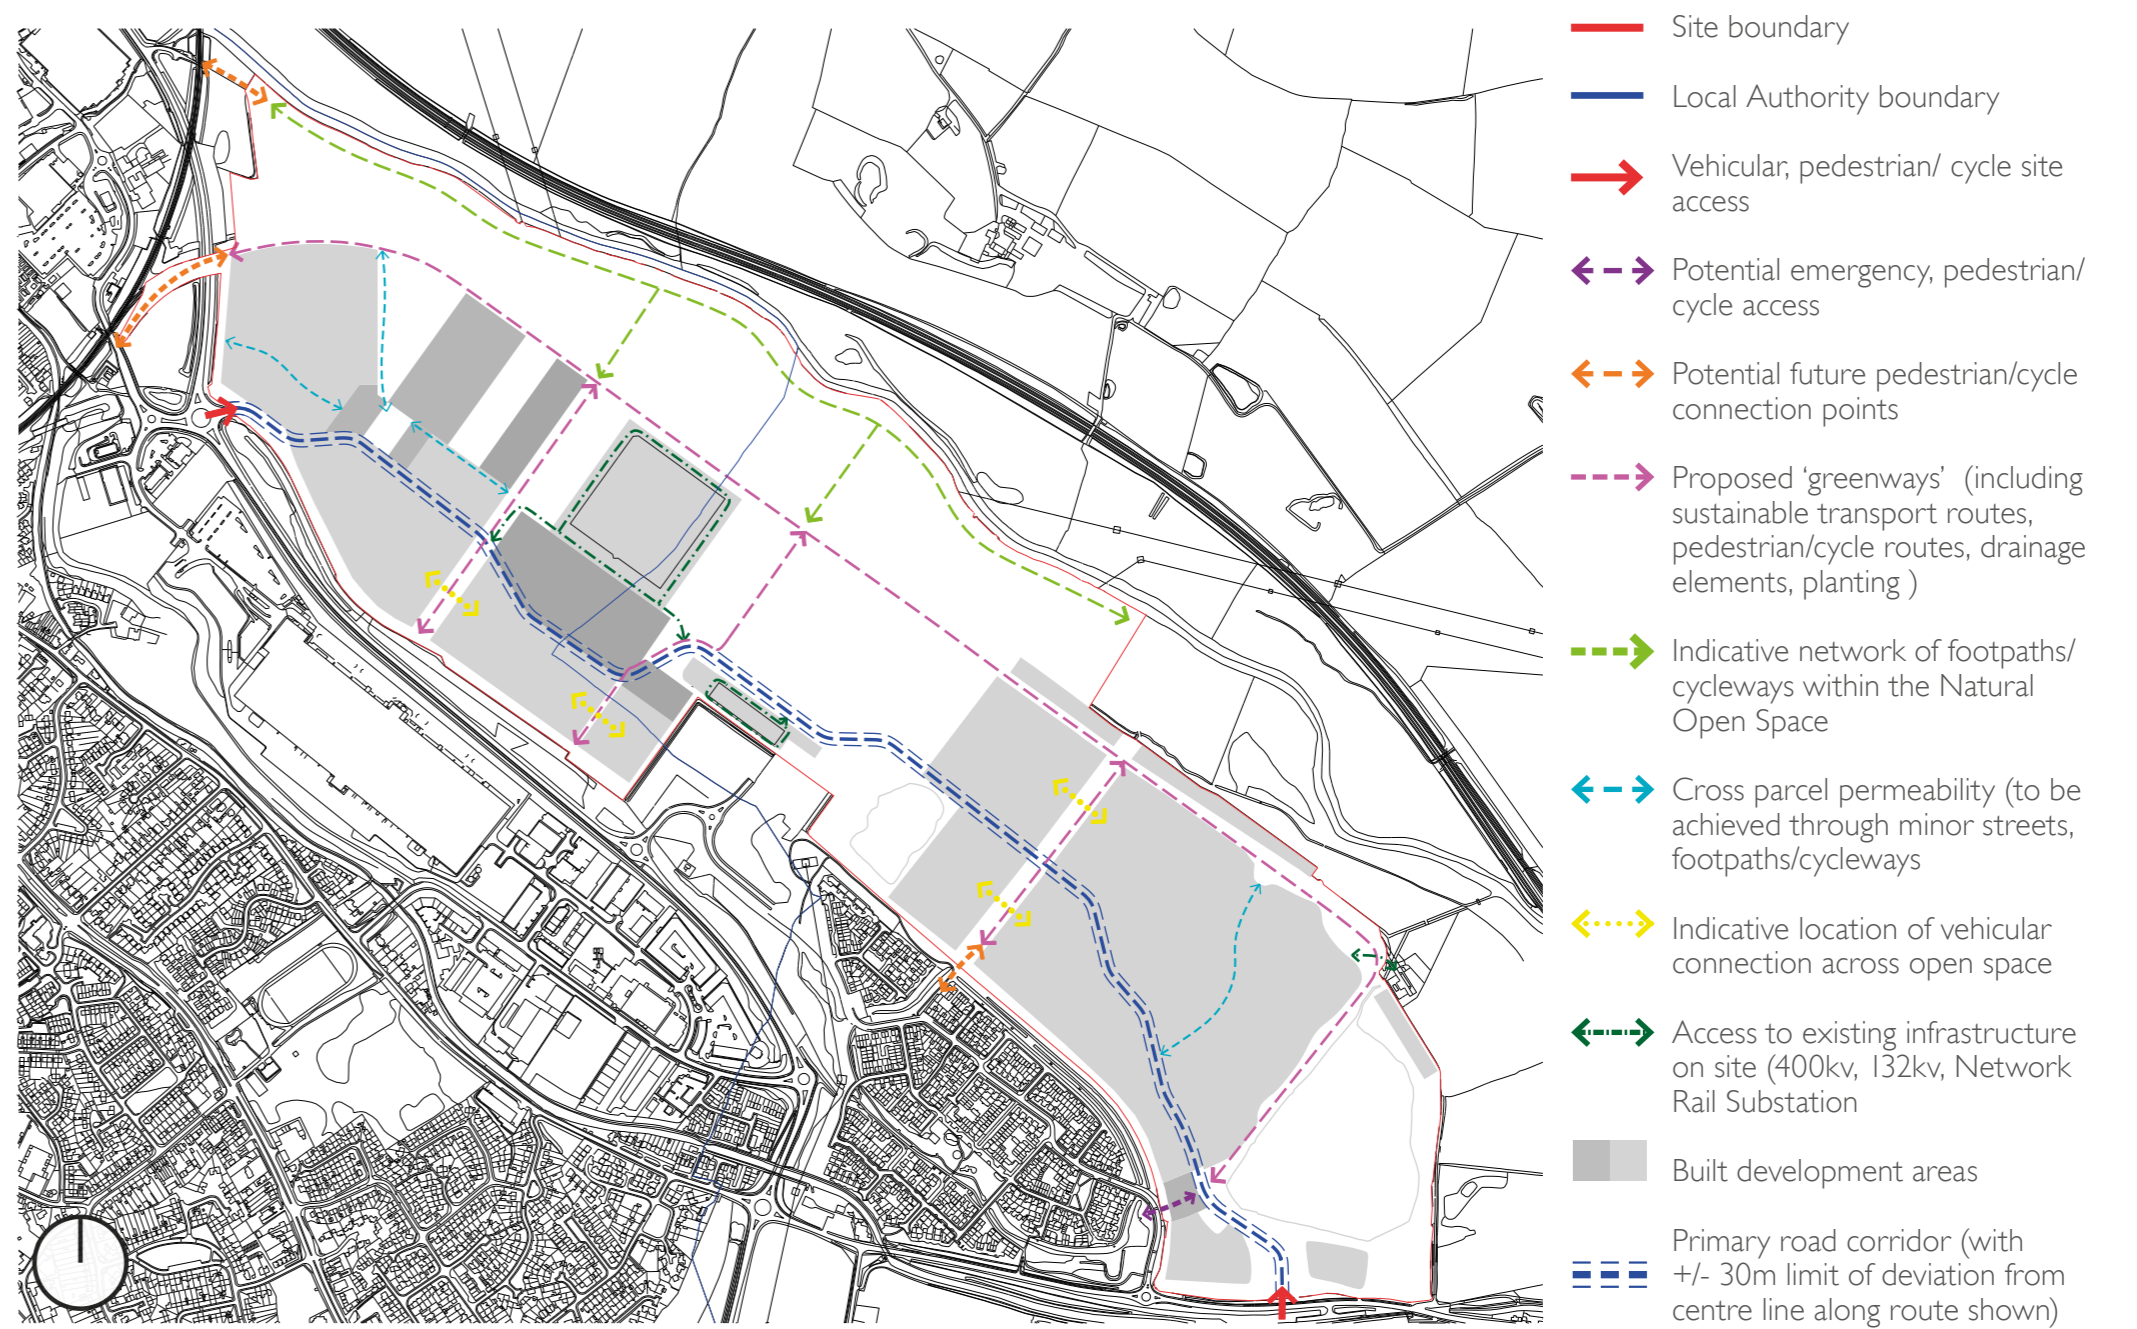 Site boundary
Local Authority boundary
Vehicular, pedestrian/ cycle site
access
Potential emergency, pedestrian/
cycle access
Potential future pedestrian/cycle
connection points
Proposed ‘greenways’ (including
sustainable transport routes,
pedestrian/cycle routes, drainage
elements, planting )
Indicative network of footpaths/
cycleways within the Natural
Open Space
Cross parcel permeability (to be
achieved through minor streets,
footpaths/cycleways
Indicative location of vehicular
connection across open space
Access to existing infrastructure
on site (400kv, 132kv, Network
Rail Substation
Built development areas
Primary road corridor (with
+/- 30m limit of deviation from
centre line along route shown)